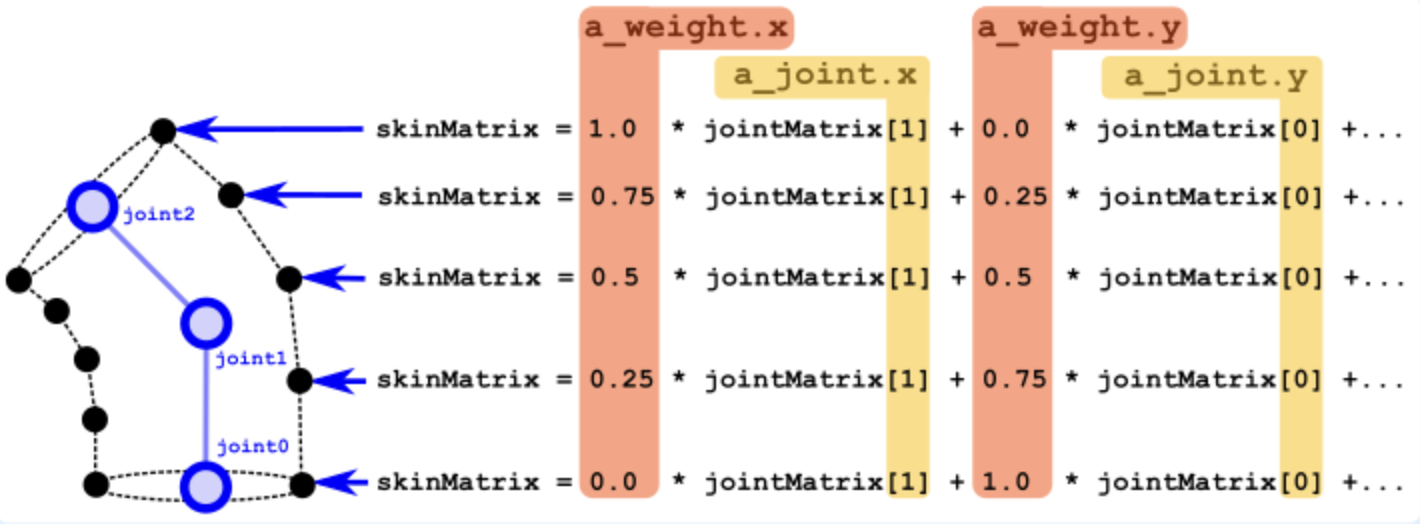 a_weight.x a_weight.y
a_joint.x a_joint.y
skinMatrix = 1.0 * jointMatrix[1] + 0.0 * jointMatrix[0] +...
skinMatrix = 0.75 * jointMatrix[1] + 0.25 * jointMatrix[0] +...
joint2
skinMatrix = 0.5 * jointMatrix[1] + 0.5 * jointMatrix[0] +...
joint1
skinMatrix = 0.25 * jointMatrix[1] + 0.75 * jointMatrix[0] +...
joint0
skinMatrix = 0.0 * jointMatrix[1] + 1.0 * jointMatrix[0] +...